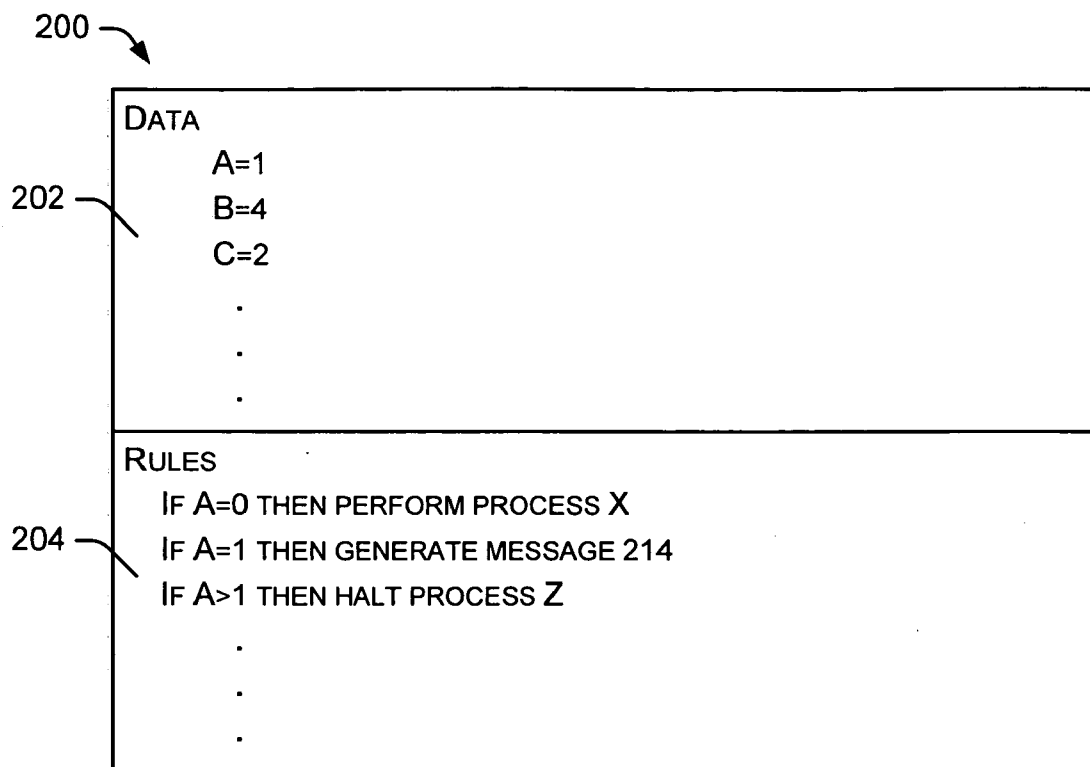 200
DATA
A=1
202
B=4
C=2
.
.
.
RULES
IF A=0 THEN PERFORM PROCESS X
204
IF A=1 THEN GENERATE MESSAGE 214
IF A>1 THEN HALT PROCESS Z
.
.
.